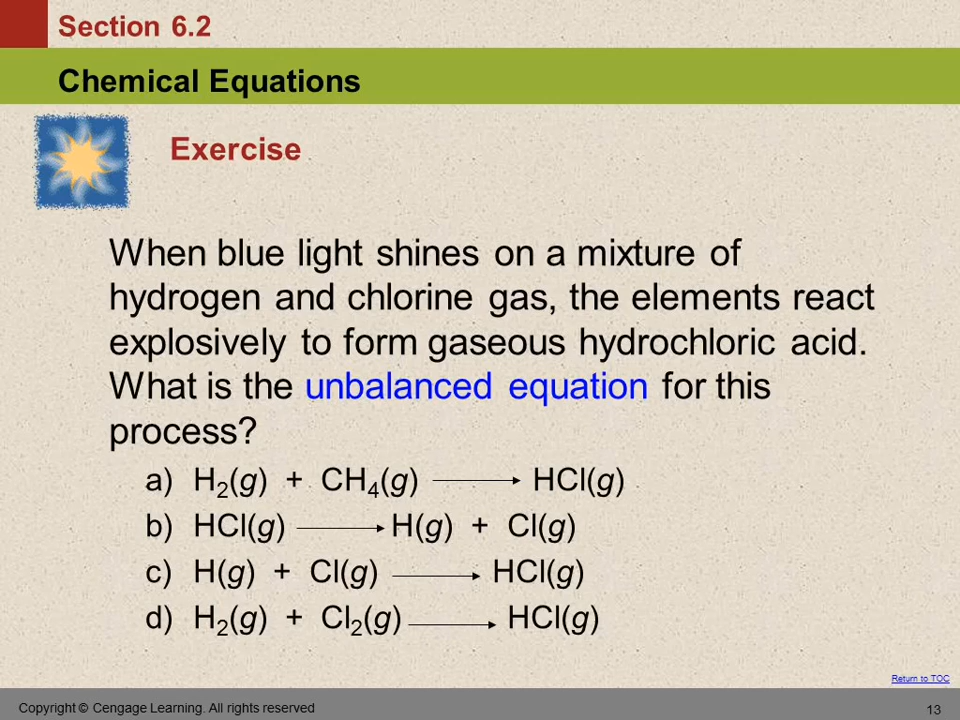 Section 6.2
Chemical Equations
Exercise
When blue light shines on a mixture of
hydrogen and chlorine gas, the elements react
explosively to form gaseous hydrochloric acid.
What is the unbalanced equation for this
process?
a) H₂(g) + CH₄(g) ⟶ HCl(g)
b) HCl(g) ⟶ H(g) + Cl(g)
c) H(g) + Cl(g) ⟶ HCl(g)
d) H₂(g) + Cl₂(g) ⟶ HCl(g)
Return to TOC
Copyright © Cengage Learning. All rights reserved 13